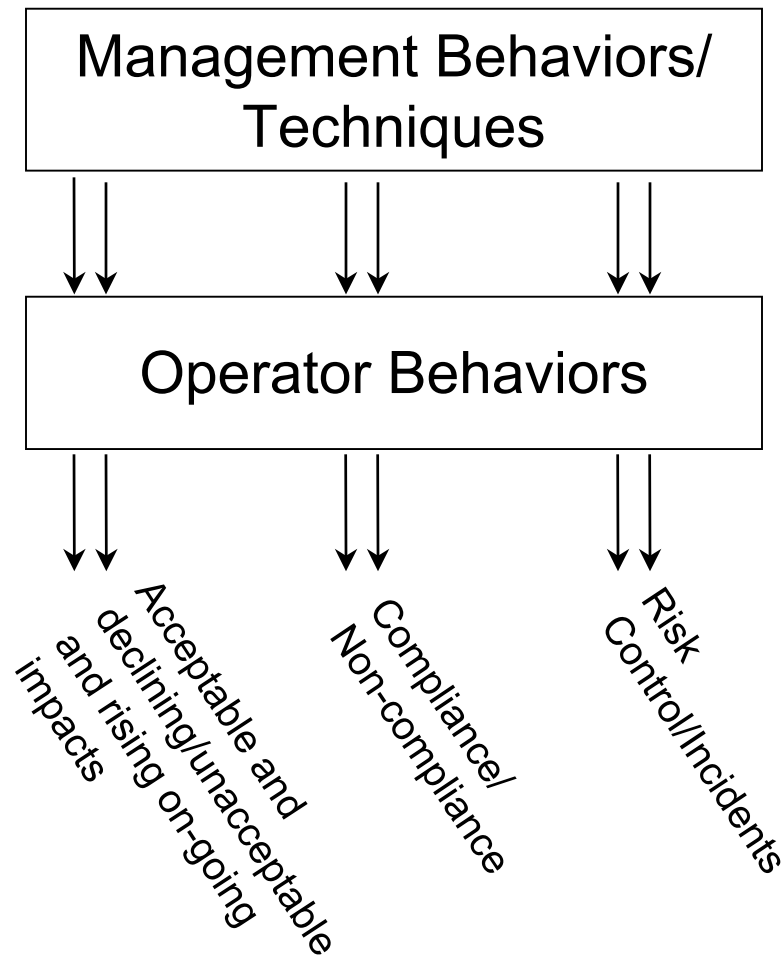 Management Behaviors/
Techniques
Operator Behaviors
Acceptable and
declining/unacceptable
and rising on-going
impacts
Compliance/
Non-compliance
Risk
Control/Incidents